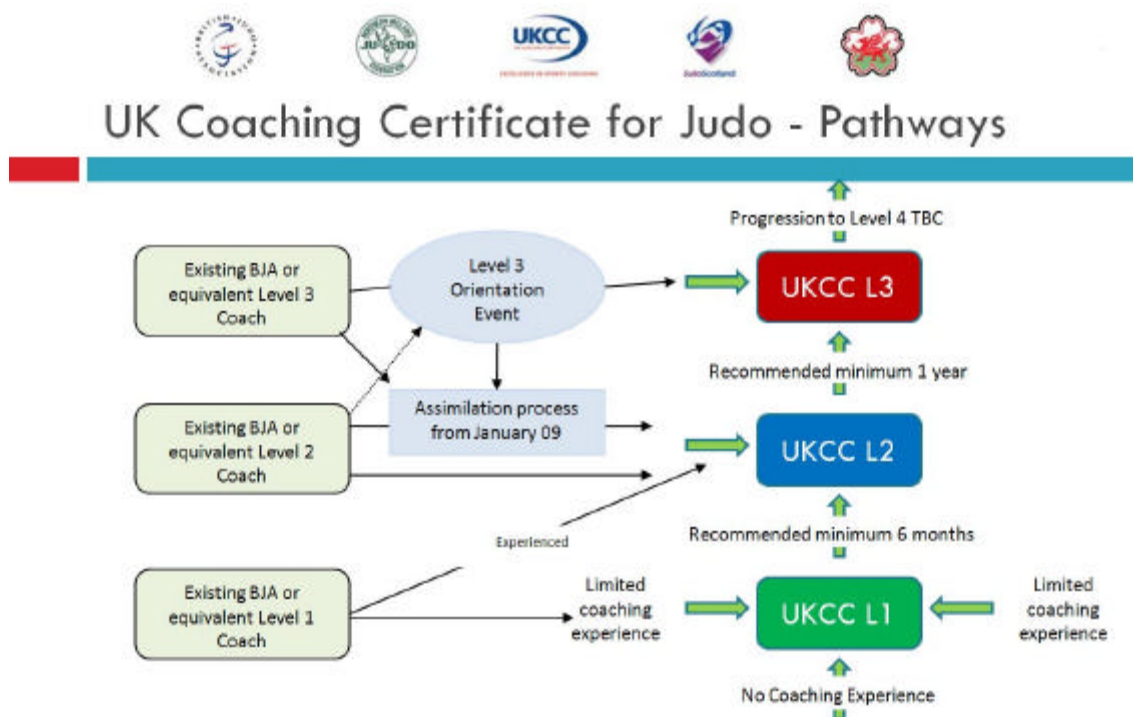 UKCC
JudoScotland
UK Coaching Certificate for Judo - Pathways
Progression to Level 4 TBC
Existing BJA or
equivalent Level 3
Coach
Level 3
Orientation
Event
UKCC L3
Recommended minimum 1 year
Existing BJA or
equivalent Level 2
Coach
Assimilation process
from January 09
UKCC L2
Recommended minimum 6 months
Experienced
Existing BJA or
equivalent Level 1
Coach
Limited
coaching
experience
UKCC L1
Limited
coaching
experience
No Coaching Experience